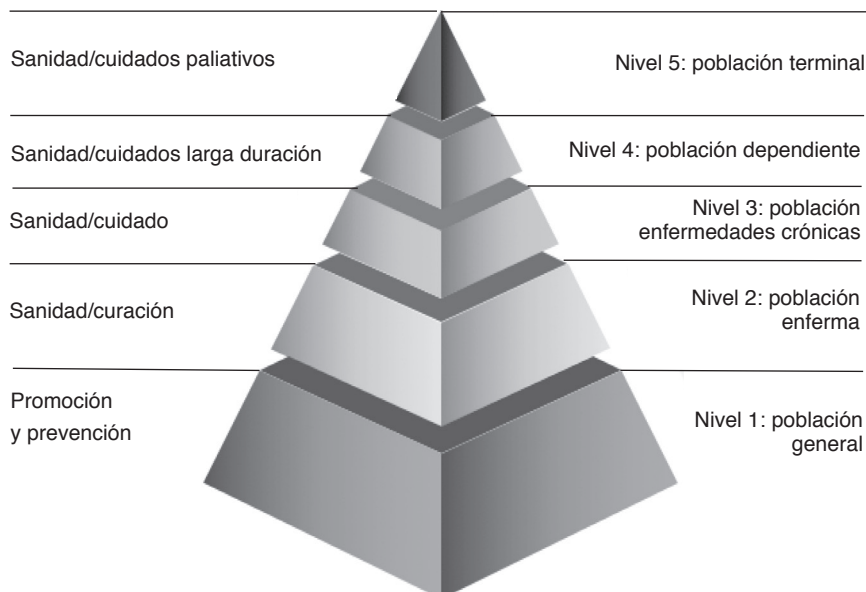 Sanidad/cuidados paliativos
Nivel 5: población terminal
Sanidad/cuidados larga duración
Nivel 4: población dependiente
Sanidad/cuidado
Nivel 3: población
enfermedades crónicas
Sanidad/curación
Nivel 2: población
enferma
Promoción
y prevención
Nivel 1: población
general